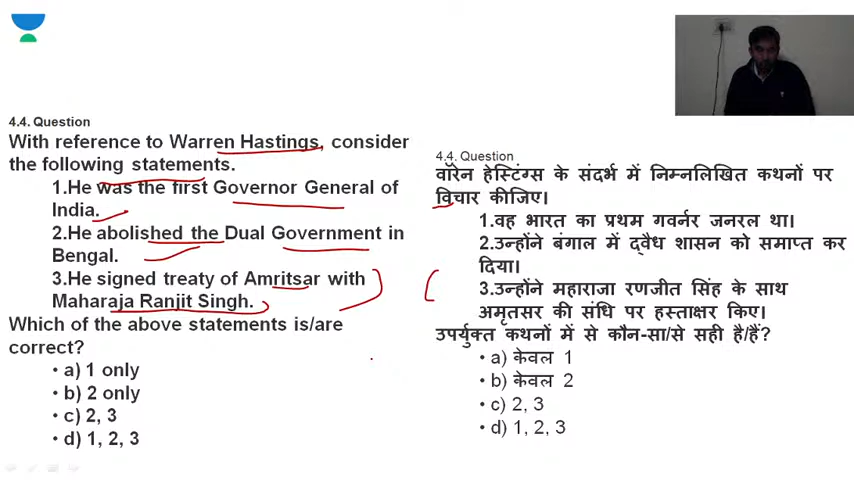 4.4. Question
With reference to Warren Hastings, consider
the following statements.
1.He was the first Governor General of
India.
2.He abolished the Dual Government in
Bengal.
3.He signed treaty of Amritsar with
Maharaja Ranjit Singh.
Which of the above statements is/are
correct?
• a) 1 only
• b) 2 only
• c) 2, 3
• d) 1, 2, 3
4.4. Question
वॉरेन हेस्टिंग्स के संदर्भ में निम्नलिखित कथनों पर
विचार कीजिए।
1.वह भारत का प्रथम गवर्नर जनरल था।
2.उन्होंने बंगाल में द्वैध शासन को समाप्त कर
दिया।
3.उन्होंने महाराजा रणजीत सिंह के साथ
अमृतसर की संधि पर हस्ताक्षर किए।
उपर्युक्त कथनों में से कौन-सा/से सही है/हैं?
• a) केवल 1
• b) केवल 2
• c) 2, 3
• d) 1, 2, 3